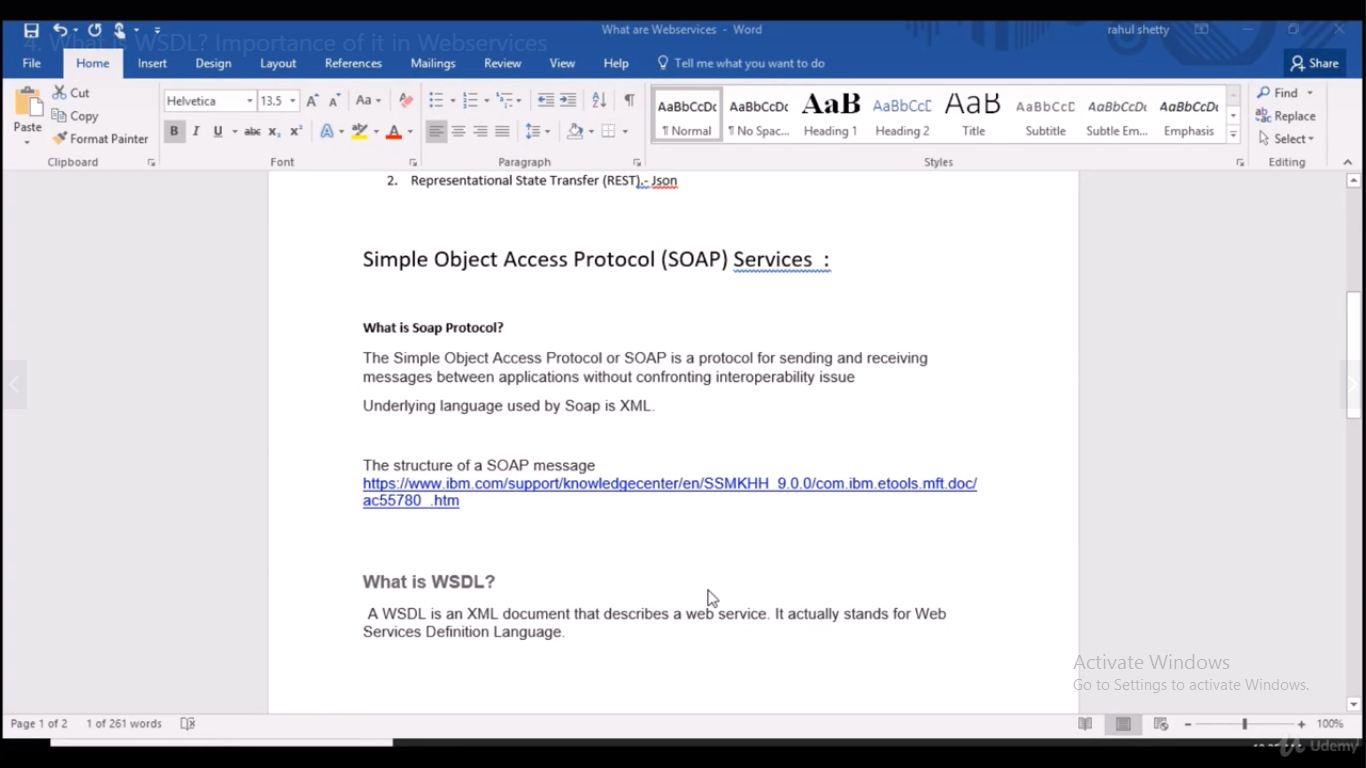 4. What is WSDL? Importance of it in Webservices
What are Webservices - Word
rahul shetty
File Home Insert Design Layout References Mailings Review View Help Tell me what you want to do Share
Paste
Cut
Copy
Format Painter
Clipboard
Helvetica 13.5
Font
Paragraph
AaBbCcDc AaBbCcDc AaB AaBbCcD AaB AaBbCcD AaBbCcDc AaBbCcDc
¶ Normal ¶ No Spac... Heading 1 Heading 2 Title Subtitle Subtle Em... Emphasis
Styles
Find
Replace
Select
Editing
2. Representational State Transfer (REST).- Json
Simple Object Access Protocol (SOAP) Services :
What is Soap Protocol?
The Simple Object Access Protocol or SOAP is a protocol for sending and receiving
messages between applications without confronting interoperability issue
Underlying language used by Soap is XML.
The structure of a SOAP message
https://www.ibm.com/support/knowledgecenter/en/SSMKHH_9.0.0/com.ibm.etools.mft.doc/
ac55780_.htm
What is WSDL?
A WSDL is an XML document that describes a web service. It actually stands for Web
Services Definition Language.
Activate Windows
Go to Settings to activate Windows.
Page 1 of 2 1 of 261 words 100%
Udemy